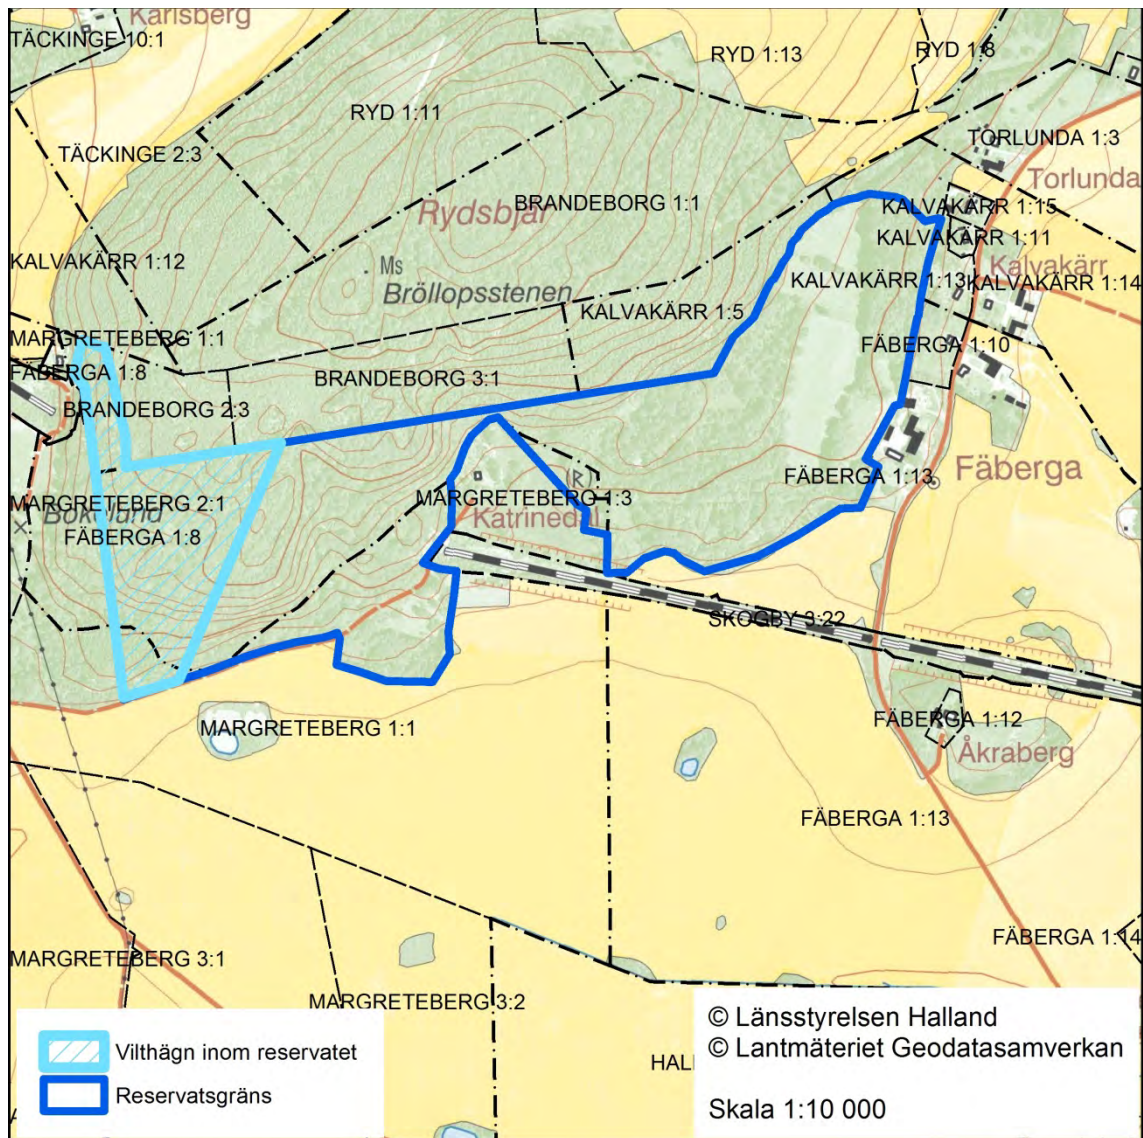 Karlsberg
TÄCKINGE 10:1
RYD 1:13
RYD 1:8
RYD 1:11
TORLUNDA 1:3
TÄCKINGE 2:3
Torlunda
BRANDEBORG 1:1
KALVAKÄRR 1:15
Rydsbjär
KALVAKÄRR 1:11
KALVAKÄRR 1:12
Ms
Kalvakärr
KALVAKÄRR 1:13
KALVAKÄRR 1:14
Bröllopsstenen
KALVAKÄRR 1:5
MARGRETEBERG 1:1
FÄBERGA 1:10
FÄBERGA 1:8
BRANDEBORG 3:1
BRANDEBORG 2:3
FÄBERGA 1:13
Fäberga
(R)
MARGRETEBERG 1:3
MARGRETEBERG 2:1
Katrinedal
FÄBERGA 1:8
SKOGBY 3:22
FÄBERGA 1:12
MARGRETEBERG 1:1
Åkraberg
FÄBERGA 1:13
FÄBERGA 1:14
MARGRETEBERG 3:1
MARGRETEBERG 3:2
© Länsstyrelsen Halland
© Lantmäteriet Geodatasamverkan
Vilthägn inom reservatet
HAL
Reservatsgräns
Skala 1:10 000